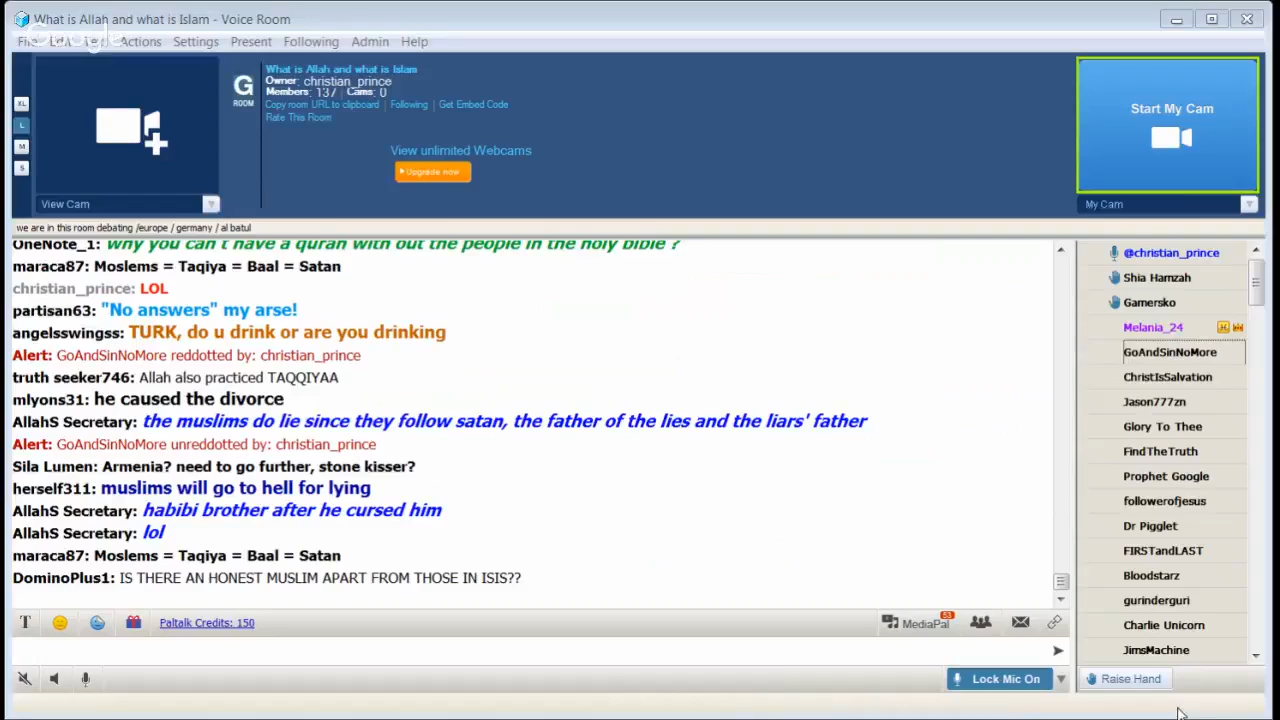 What is Allah and what is Islam - Voice Room
Google
Actions Settings Present Following Admin Help
What is Allah and what is Islam
Owner: christian_prince
Members: 137 Cams: 0
Copy room URL to clipboard | Following | Get Embed Code
Rate This Room
G
ROOM
View unlimited Webcams
Upgrade now
XL
L
M
S
View Cam
Start My Cam
My Cam
we are in this room debating /europe / germany / al batul
OneNote_1: why you can't have a quran with out the people in the holy bible ?
maraca87: Moslems = Taqiya = Baal = Satan
christian_prince: LOL
partisan63: "No answers" my arse!
angelsswingss: TURK, do u drink or are you drinking
Alert: GoAndSinNoMore reddotted by: christian_prince
truth seeker746: Allah also practiced TAQQIYAA
mlyons31: he caused the divorce
AllahS Secretary: the muslims do lie since they follow satan, the father of the lies and the liars' father
Alert: GoAndSinNoMore unreddotted by: christian_prince
Sila Lumen: Armenia? need to go further, stone kisser?
herself311: muslims will go to hell for lying
AllahS Secretary: habibi brother after he cursed him
AllahS Secretary: lol
maraca87: Moslems = Taqiya = Baal = Satan
DominoPlus1: IS THERE AN HONEST MUSLIM APART FROM THOSE IN ISIS??
@christian_prince
Shia Hamzah
Gamersko
Melania_24
GoAndSinNoMore
ChristIsSalvation
Jason777zn
Glory To Thee
FindTheTruth
Prophet Google
followerofjesus
Dr Pigglet
FIRSTandLAST
Bloodstarz
gurinderguri
Charlie Unicorn
JimsMachine
T
Paltalk Credits: 150
MediaPal
53
Lock Mic On
Raise Hand